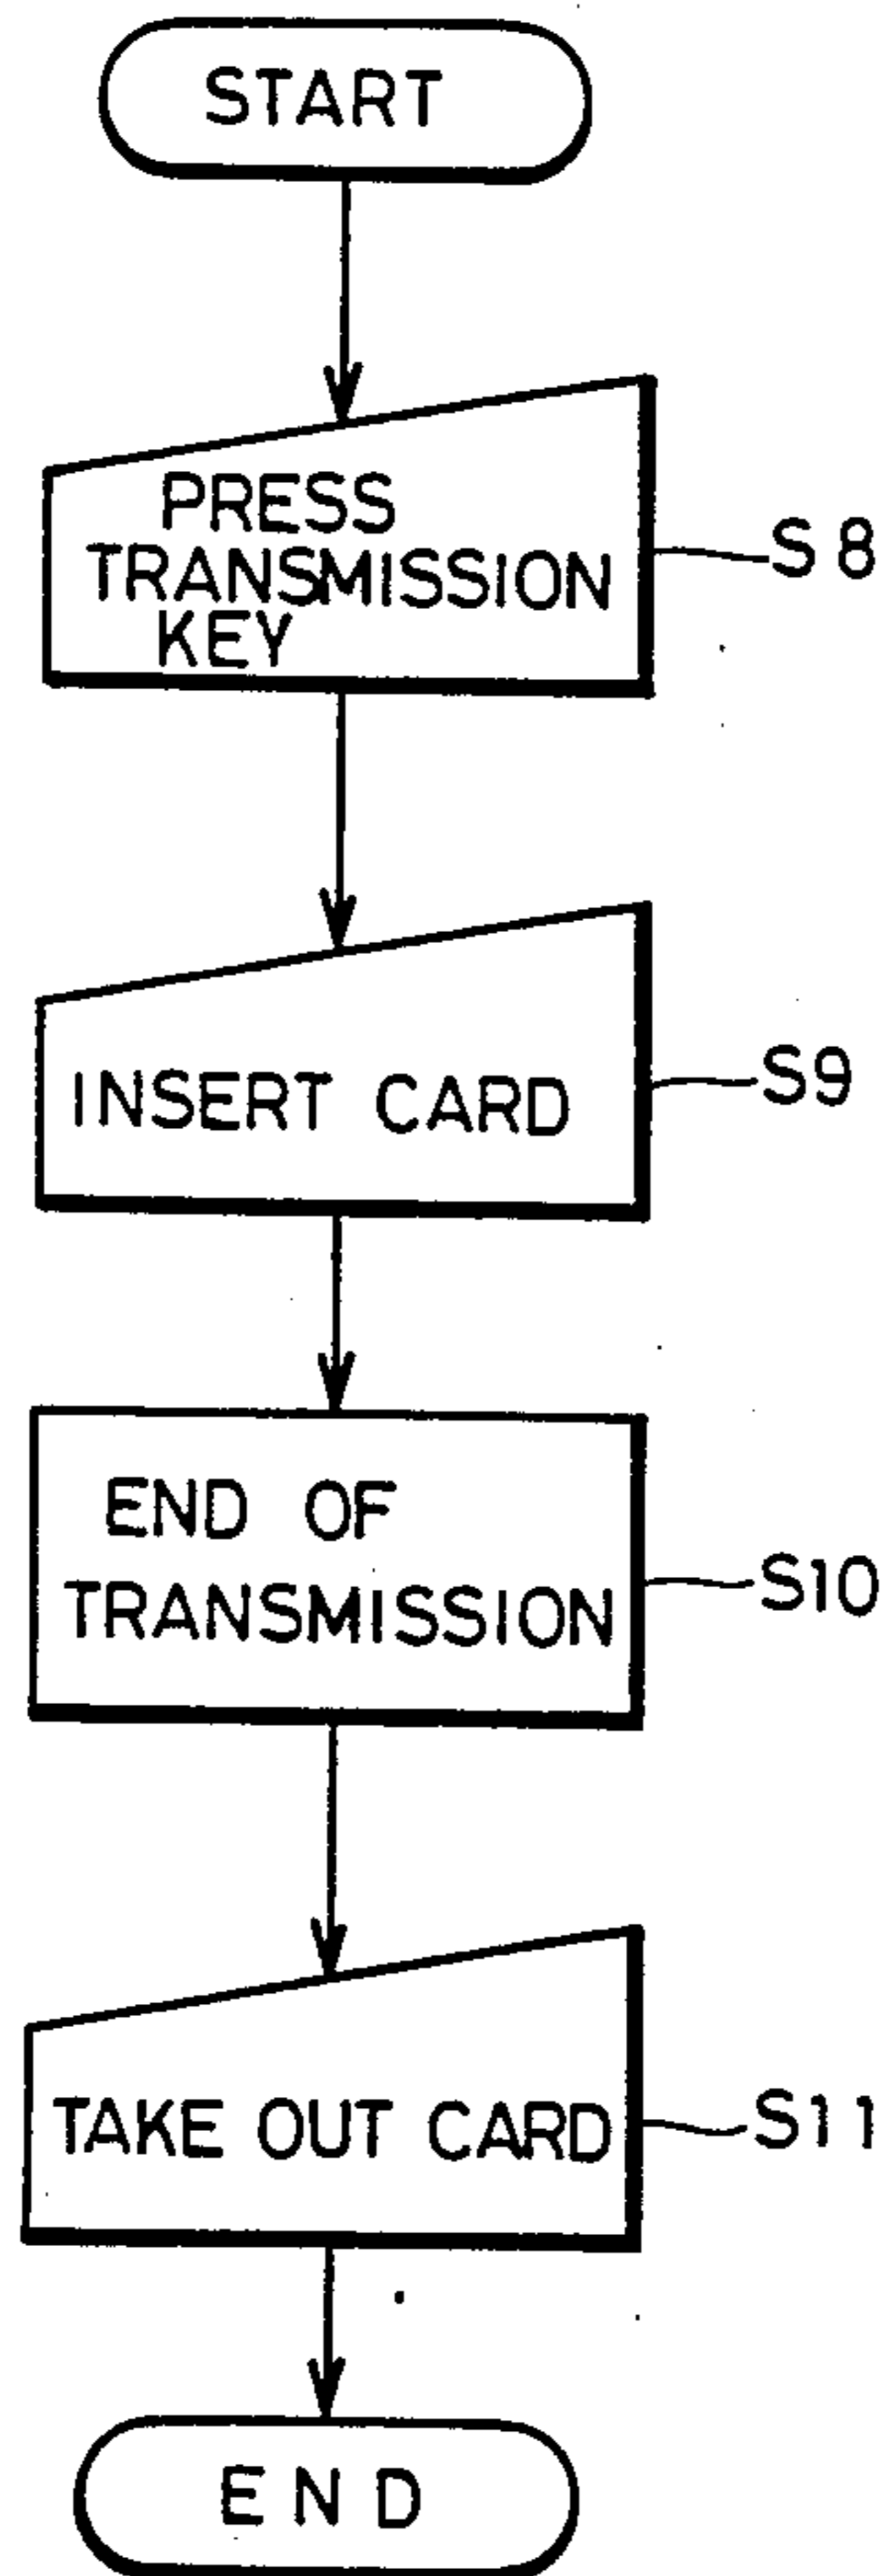 START
PRESS
TRANSMISSION
KEY
S8
INSERT CARD
S9
END OF
TRANSMISSION
S10
TAKE OUT CARD
S11
END